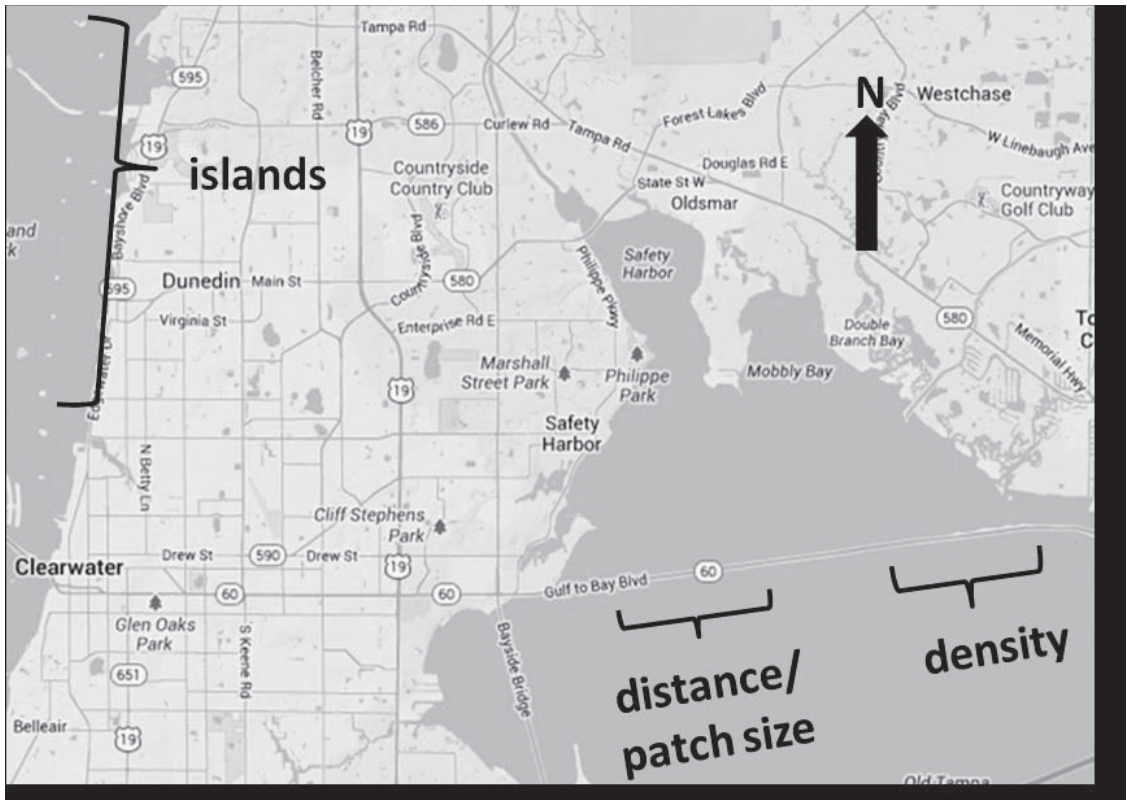 Tampa Rd
Belcher Rd
595
19
586
19
Curlew Rd
Tampa Rd
Forest Lakes Blvd
N
Westchase
W Linebaugh Ave
Douglas Rd E
State St W
Oldsmar
Countryway
Golf Club
islands
Countryside
Country Club
Bayshore Blvd
Safety
Harbor
Philippe Pkwy
595
Dunedin
Main St
580
Virginia St
Enterprise Rd E
580
Memorial Hwy
Double
Branch Bay
Marshall
Street Park
Philippe
Park
Mobbly Bay
19
Safety
Harbor
N Betty Ln
Cliff Stephens
Park
Drew St
590
Drew St
19
Clearwater
60
60
Gulf to Bay Blvd
60
Glen Oaks
Park
S Keene Rd
Bayside Bridge
distance/
patch size
density
651
Belleair
19